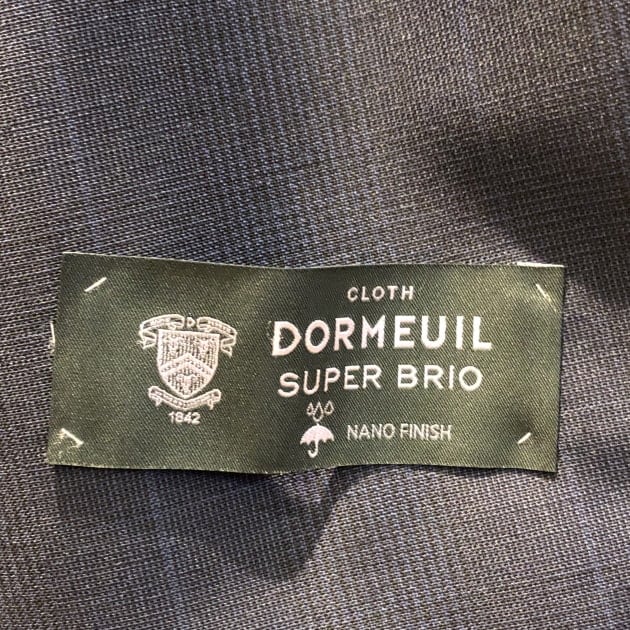 D
1842
CLOTH
DORMEUIL
SUPER BRIO
NANO FINISH